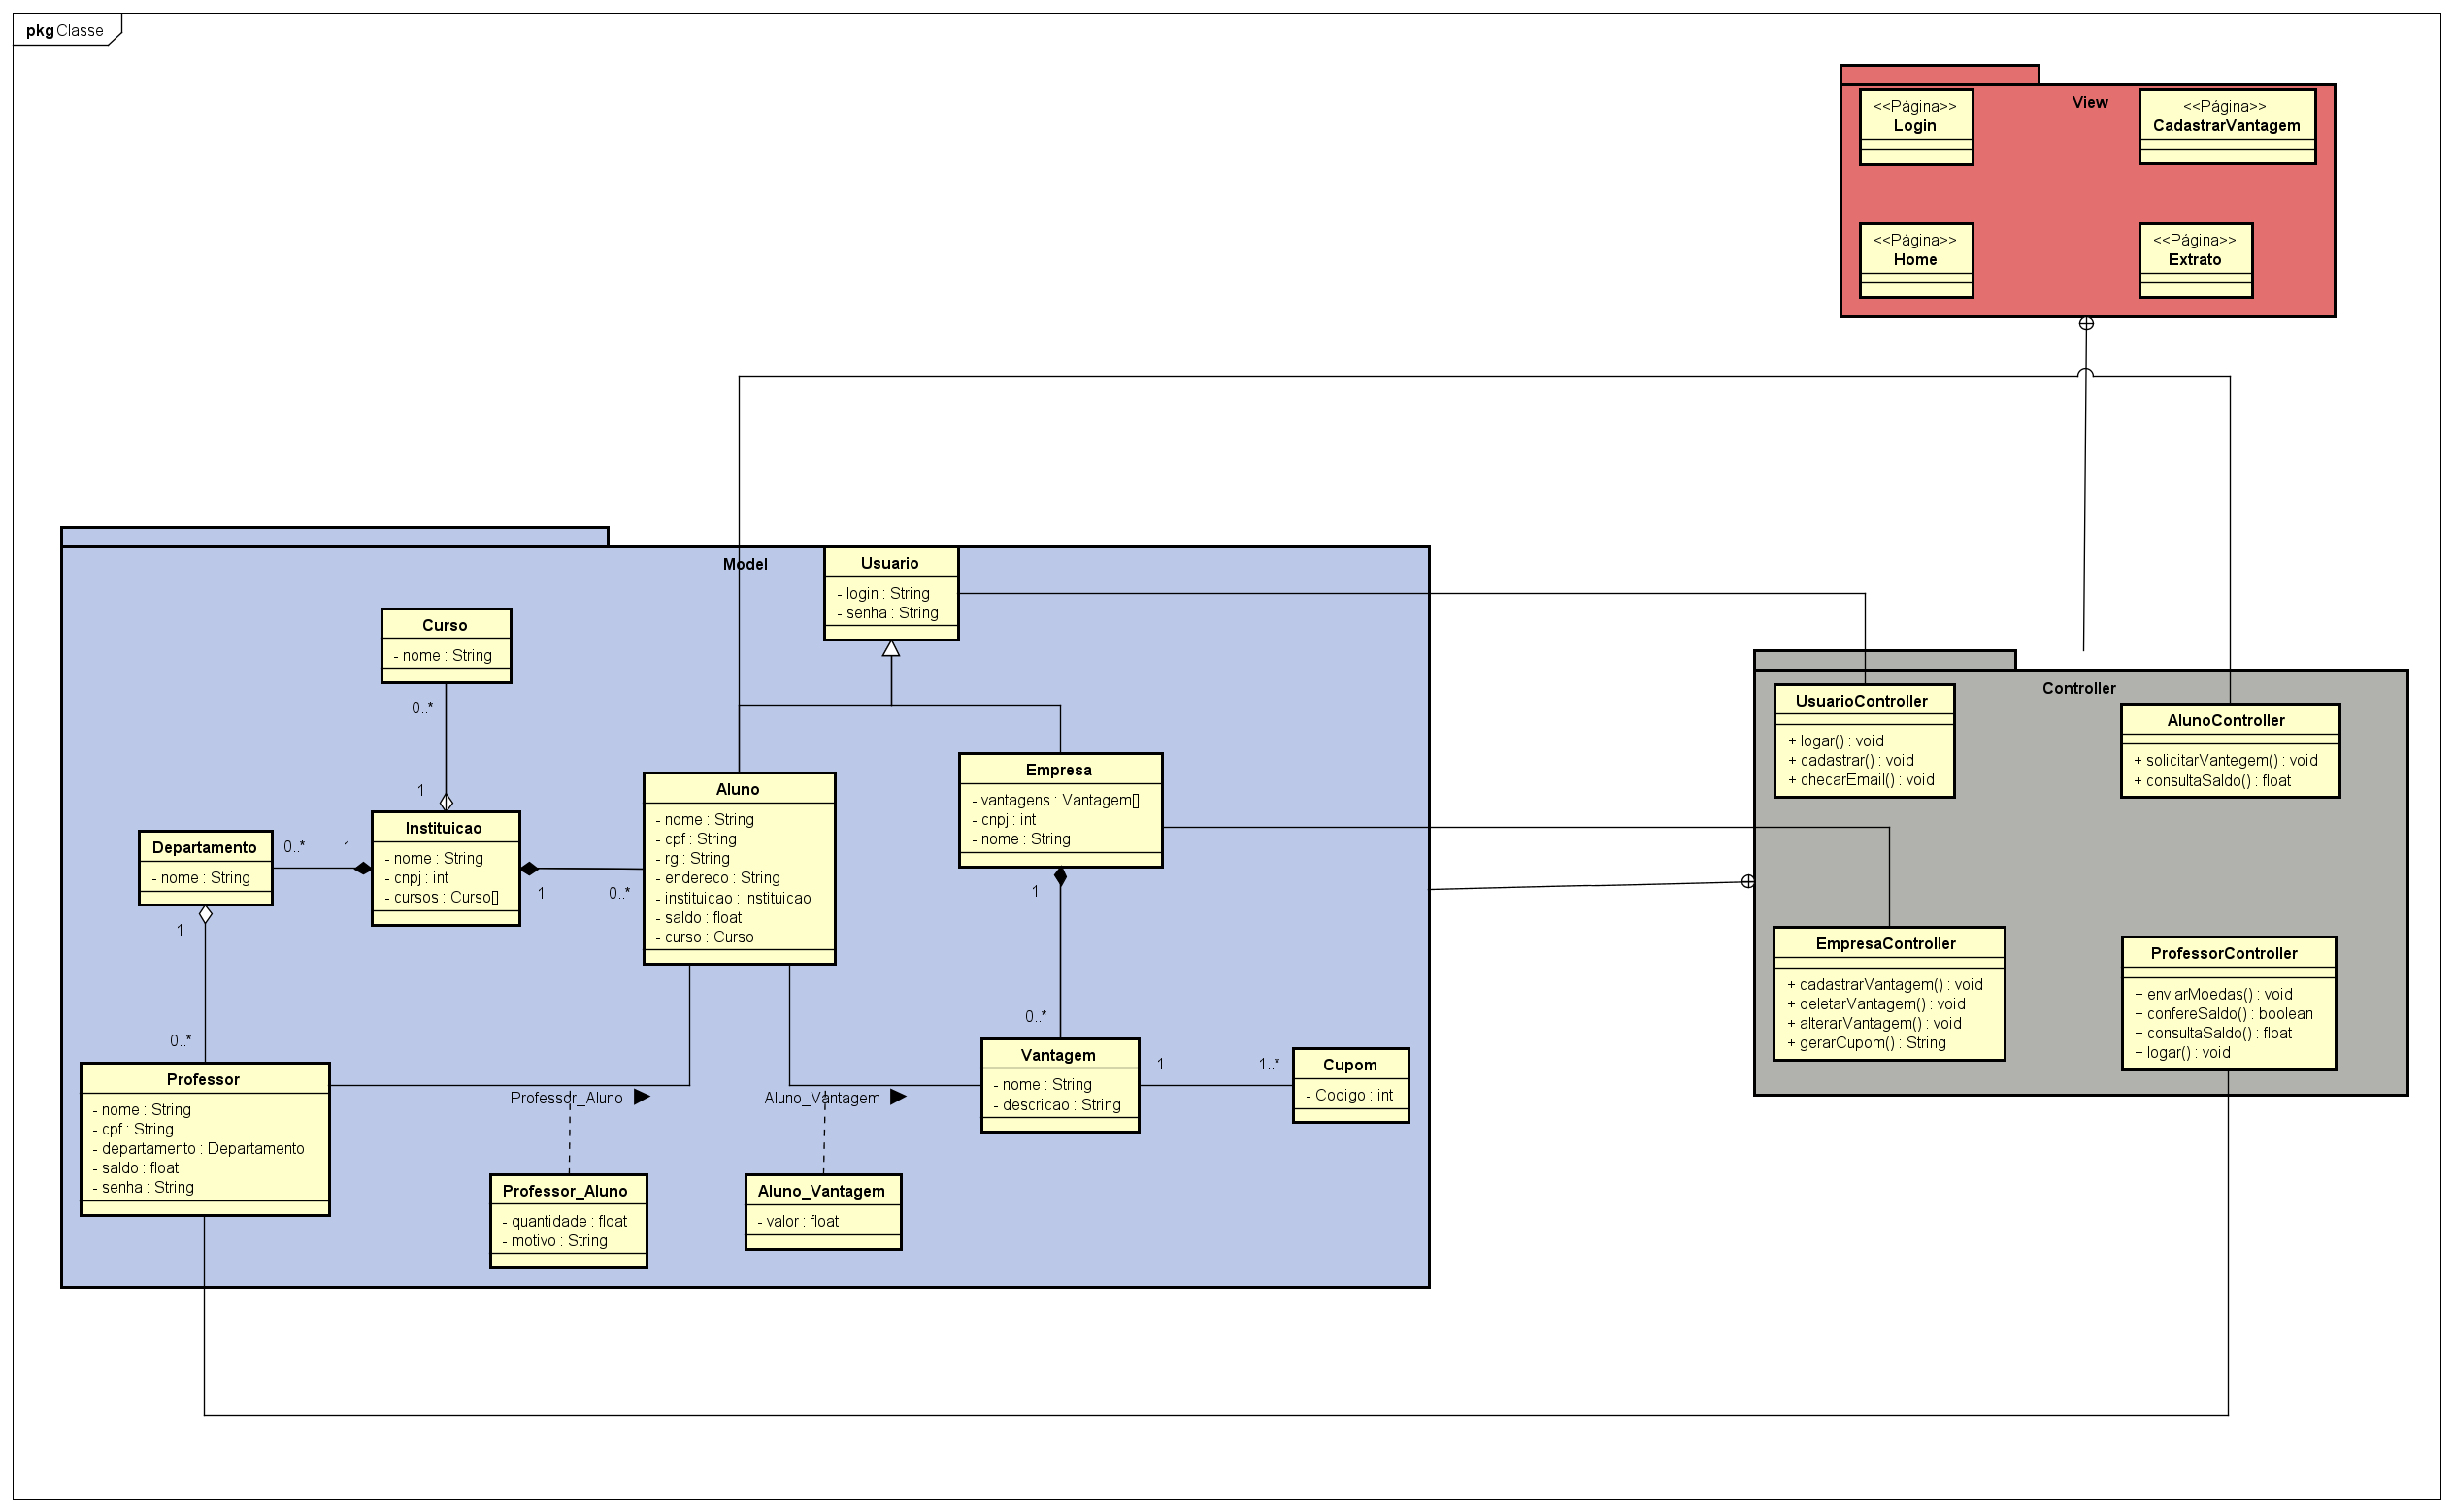 pkg Classe
View
<<Página>>
Login
<<Página>>
CadastrarVantagem
<<Página>>
Home
<<Página>>
Extrato
Model
Usuario
- login : String
- senha : String
Curso
- nome : String
0..*
1
Instituicao
- nome : String
- cnpj : int
- cursos : Curso[]
Departamento
- nome : String
0..*
1
1
0..*
Aluno
- nome : String
- cpf : String
- rg : String
- endereco : String
- instituicao : Instituicao
- saldo : float
- curso : Curso
Empresa
- vantagens : Vantagem[]
- cnpj : int
- nome : String
1
0..*
1
0..*
Professor
- nome : String
- cpf : String
- departamento : Departamento
- saldo : float
- senha : String
Professor_Aluno
Aluno_Vantagem
Vantagem
- nome : String
- descricao : String
1
1..*
Cupom
- Codigo : int
Professor_Aluno
- quantidade : float
- motivo : String
Aluno_Vantagem
- valor : float
Controller
UsuarioController
+ logar() : void
+ cadastrar() : void
+ checarEmail() : void
AlunoController
+ solicitarVantegem() : void
+ consultaSaldo() : float
EmpresaController
+ cadastrarVantagem() : void
+ deletarVantagem() : void
+ alterarVantagem() : void
+ gerarCupom() : String
ProfessorController
+ enviarMoedas() : void
+ confereSaldo() : boolean
+ consultaSaldo() : float
+ logar() : void